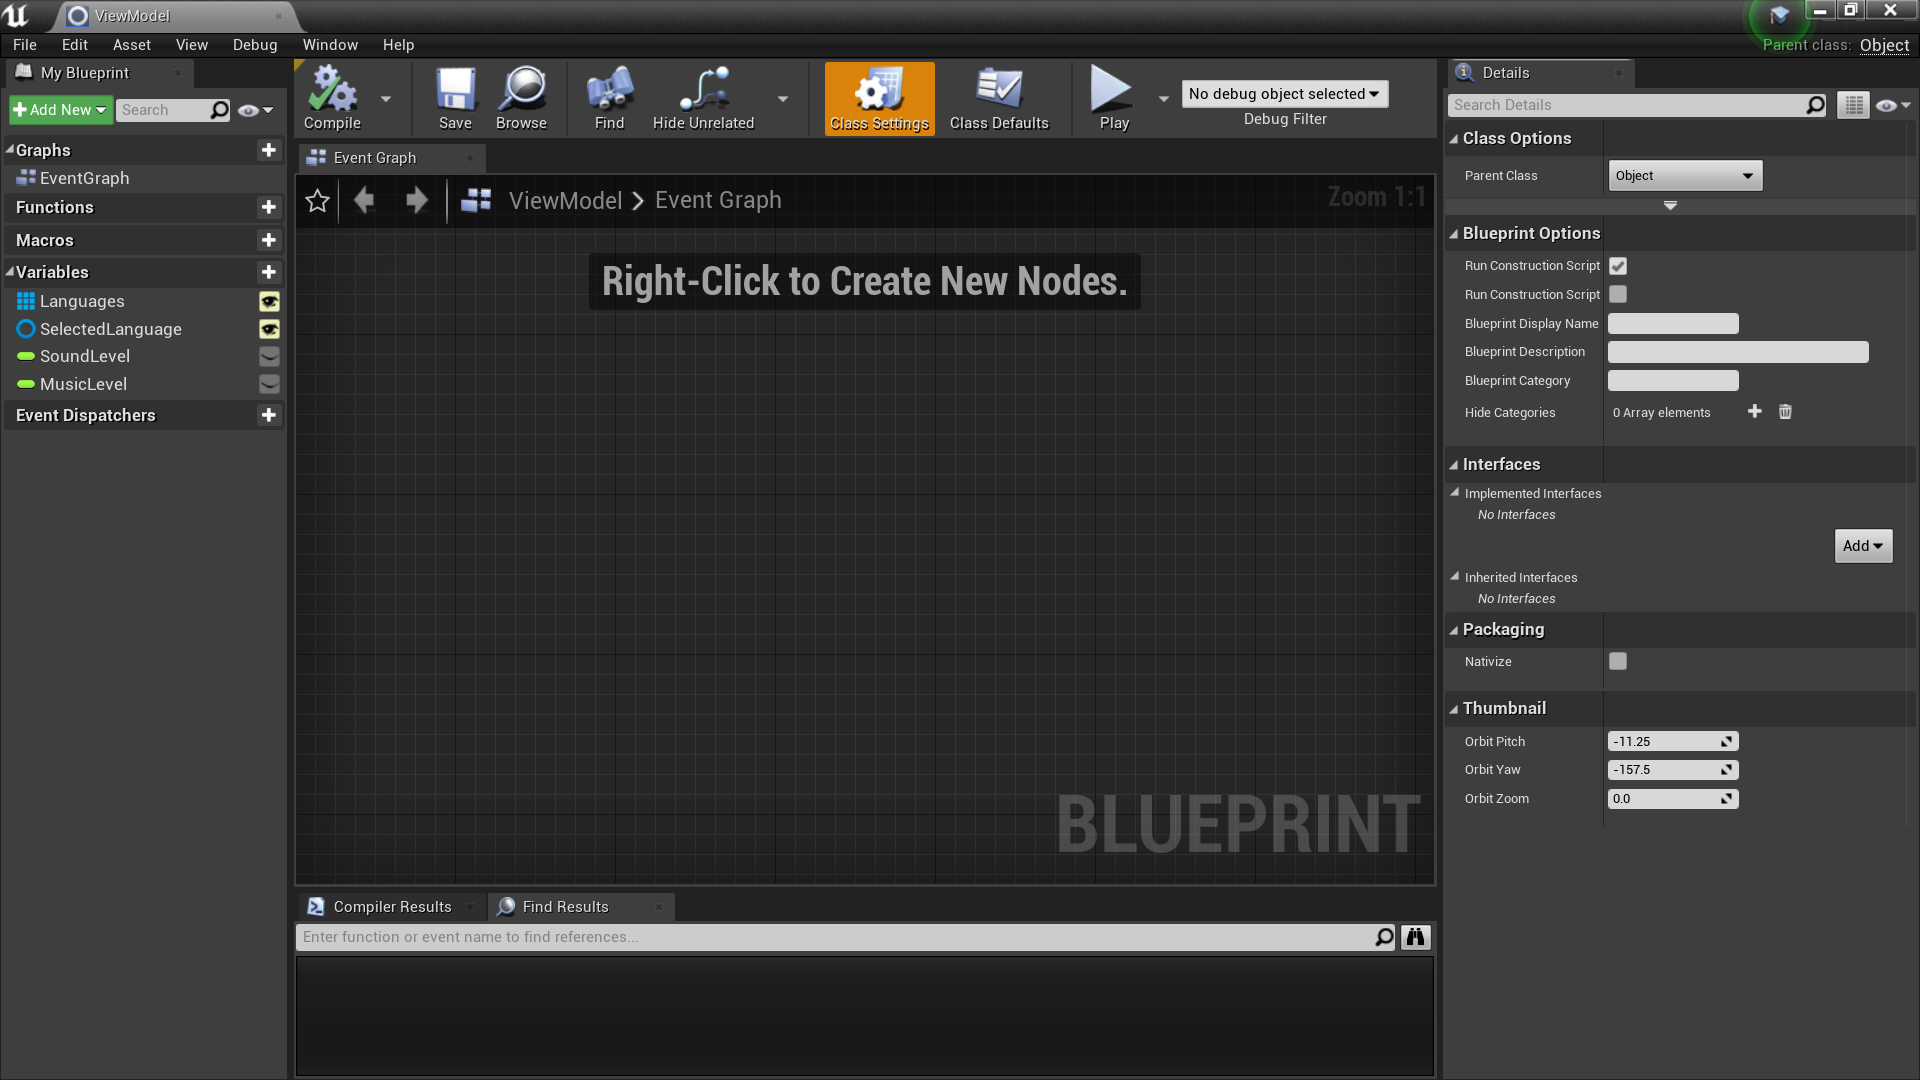 ViewModel
File Edit Asset View Debug Window Help
Parent class: Object
My Blueprint
Add New Search
Graphs
EventGraph
Functions
Macros
Variables
Languages
SelectedLanguage
SoundLevel
MusicLevel
Event Dispatchers
Compile Save Browse Find Hide Unrelated Class Settings Class Defaults Play
No debug object selected
Debug Filter
Event Graph
ViewModel Event Graph
Zoom 1:1
Right-Click to Create New Nodes.
BLUEPRINT
Compiler Results Find Results
Enter function or event name to find references...
Details
Search Details
Class Options
Parent Class Object
Blueprint Options
Run Construction Script
Run Construction Script
Blueprint Display Name
Blueprint Description
Blueprint Category
Hide Categories 0 Array elements
Interfaces
Implemented Interfaces
No Interfaces
Add
Inherited Interfaces
No Interfaces
Packaging
Nativize
Thumbnail
Orbit Pitch -11.25
Orbit Yaw -157.5
Orbit Zoom 0.0